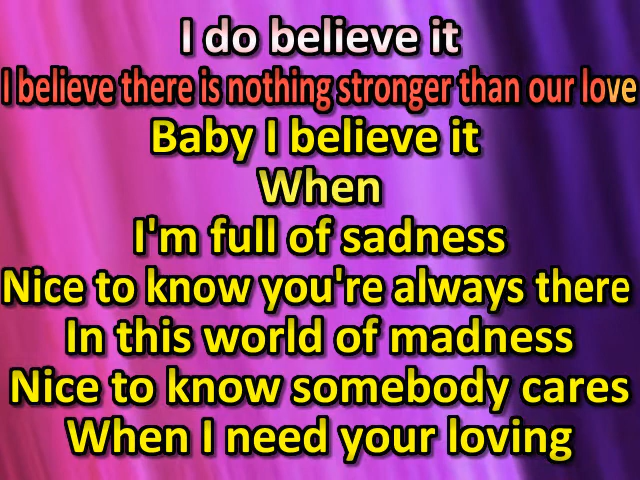 I do believe it
I believe there is nothing stronger than our love
Baby I believe it
When
I'm full of sadness
Nice to know you're always there
In this world of madness
Nice to know somebody cares
When I need your loving